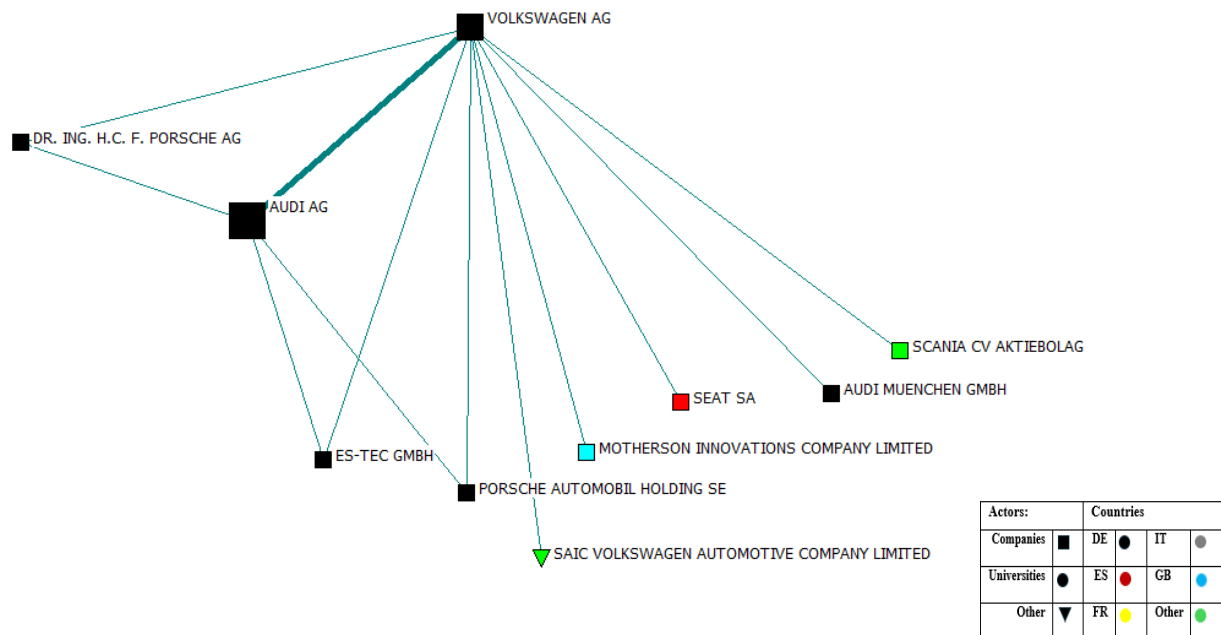 VOLKSWAGEN AG
DR. ING. H.C. F. PORSCHE AG
AUDI AG
SCANIA CV AKTIEBOLAG
AUDI MUENCHEN GMBH
SEAT SA
MOTHERSON INNOVATIONS COMPANY LIMITED
ES-TEC GMBH
PORSCHE AUTOMOBIL HOLDING SE
SAIC VOLKSWAGEN AUTOMOTIVE COMPANY LIMITED
Actors: Countries
Companies DE IT
Universities ES GB
Other FR Other